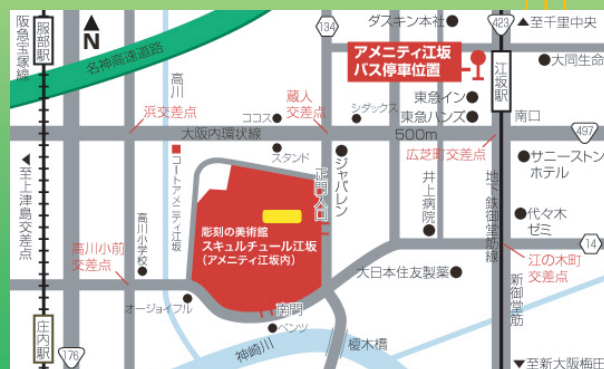 阪急宝塚線
服部駅
N
名神高速道路
高川
134
ダスキン本社
423
▲至千里中央
アメニティ江坂
バス停車位置
江坂駅
大同生命
浜交差点
蔵人
交差点
ココス
シダックス
東急イン
東急ハンズ
南口
大阪内環状線
500m
497
広芝町交差点
スタンド
ジャパレン
正門入口
サニーストン
ホテル
▲至上津島交差点
コートアメニティ江坂
井上病院
地下鉄御堂筋線
代々木
ゼミ
高川小学校
彫刻の美術館
スキュルチュール江坂
(アメニティ江坂内)
高川小前
交差点
14
江の木町
交差点
大日本住友製薬
新御堂筋
オージョイフル
南門
ベンツ
庄内駅
176
神崎川
榎木橋
▼至新大阪梅田